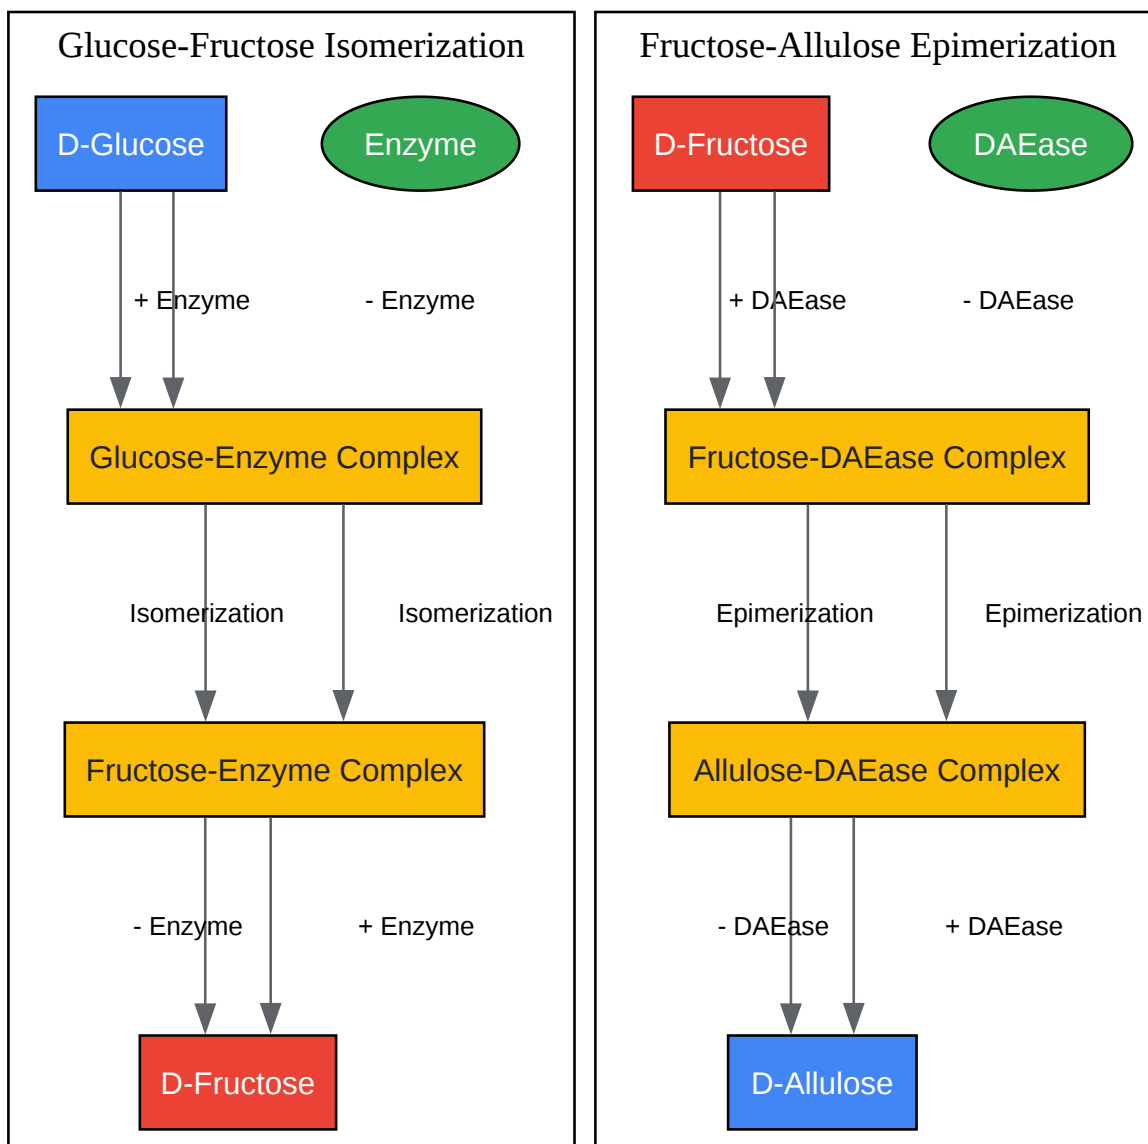 Glucose-Fructose Isomerization
D-Glucose
Enzyme
+ Enzyme
- Enzyme
Glucose-Enzyme Complex
Isomerization
Isomerization
Fructose-Enzyme Complex
- Enzyme
+ Enzyme
D-Fructose
Fructose-Allulose Epimerization
D-Fructose
DAEase
+ DAEase
- DAEase
Fructose-DAEase Complex
Epimerization
Epimerization
Allulose-DAEase Complex
- DAEase
+ DAEase
D-Allulose